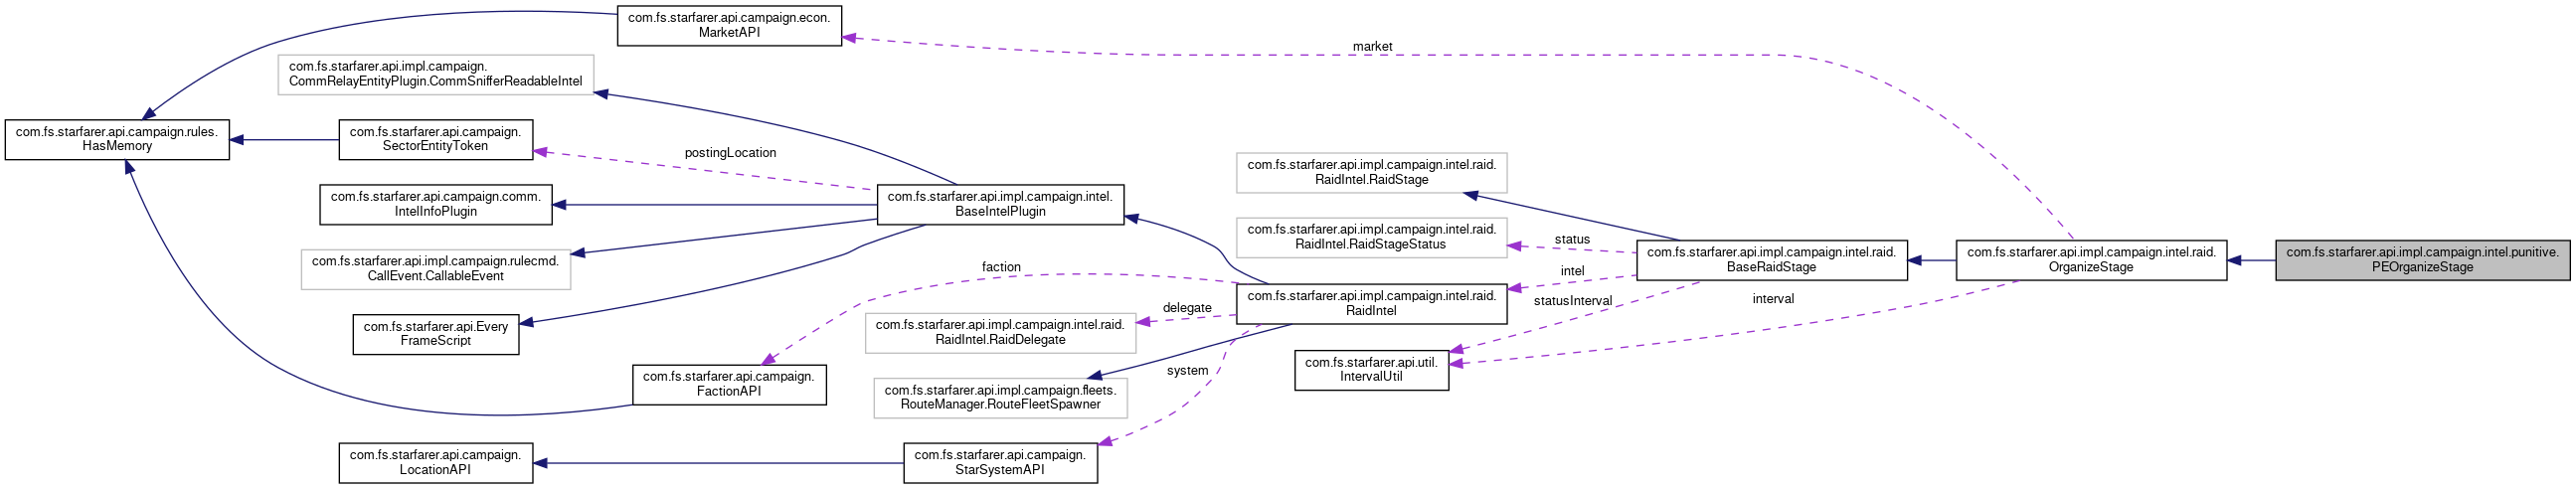 com.fs.starfarer.api.campaign.econ.
MarketAPI
market
com.fs.starfarer.api.impl.campaign.
CommRelayEntityPlugin.CommSnifferReadableIntel
com.fs.starfarer.api.campaign.rules.
HasMemory
com.fs.starfarer.api.campaign.
SectorEntityToken
postingLocation
com.fs.starfarer.api.impl.campaign.intel.raid.
RaidIntel.RaidStage
com.fs.starfarer.api.campaign.comm.
IntelInfoPlugin
com.fs.starfarer.api.impl.campaign.intel.
BaseIntelPlugin
com.fs.starfarer.api.impl.campaign.intel.raid.
RaidIntel.RaidStageStatus
status
com.fs.starfarer.api.impl.campaign.intel.raid.
BaseRaidStage
com.fs.starfarer.api.impl.campaign.intel.raid.
OrganizeStage
com.fs.starfarer.api.impl.campaign.intel.punitive.
PEOrganizeStage
com.fs.starfarer.api.impl.campaign.rulecmd.
CallEvent.CallableEvent
faction
intel
com.fs.starfarer.api.impl.campaign.intel.raid.
RaidIntel
statusInterval
interval
delegate
com.fs.starfarer.api.Every
FrameScript
com.fs.starfarer.api.impl.campaign.intel.raid.
RaidIntel.RaidDelegate
com.fs.starfarer.api.util.
IntervalUtil
system
com.fs.starfarer.api.campaign.
FactionAPI
com.fs.starfarer.api.impl.campaign.fleets.
RouteManager.RouteFleetSpawner
com.fs.starfarer.api.campaign.
LocationAPI
com.fs.starfarer.api.campaign.
StarSystemAPI